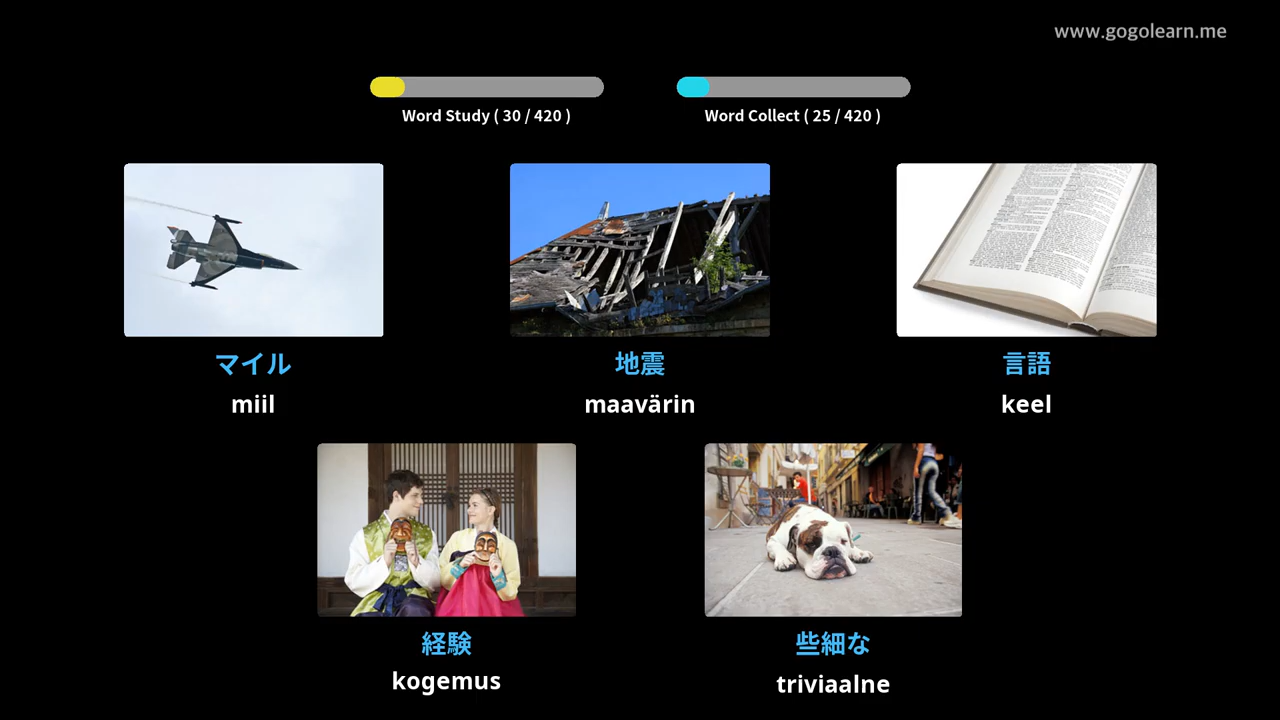 www.gogolearn.me
Word Study ( 30 / 420 )
Word Collect ( 25 / 420 )
マイル
miil
地震
maavärin
言語
keel
経験
kogemus
些細な
triviaalne